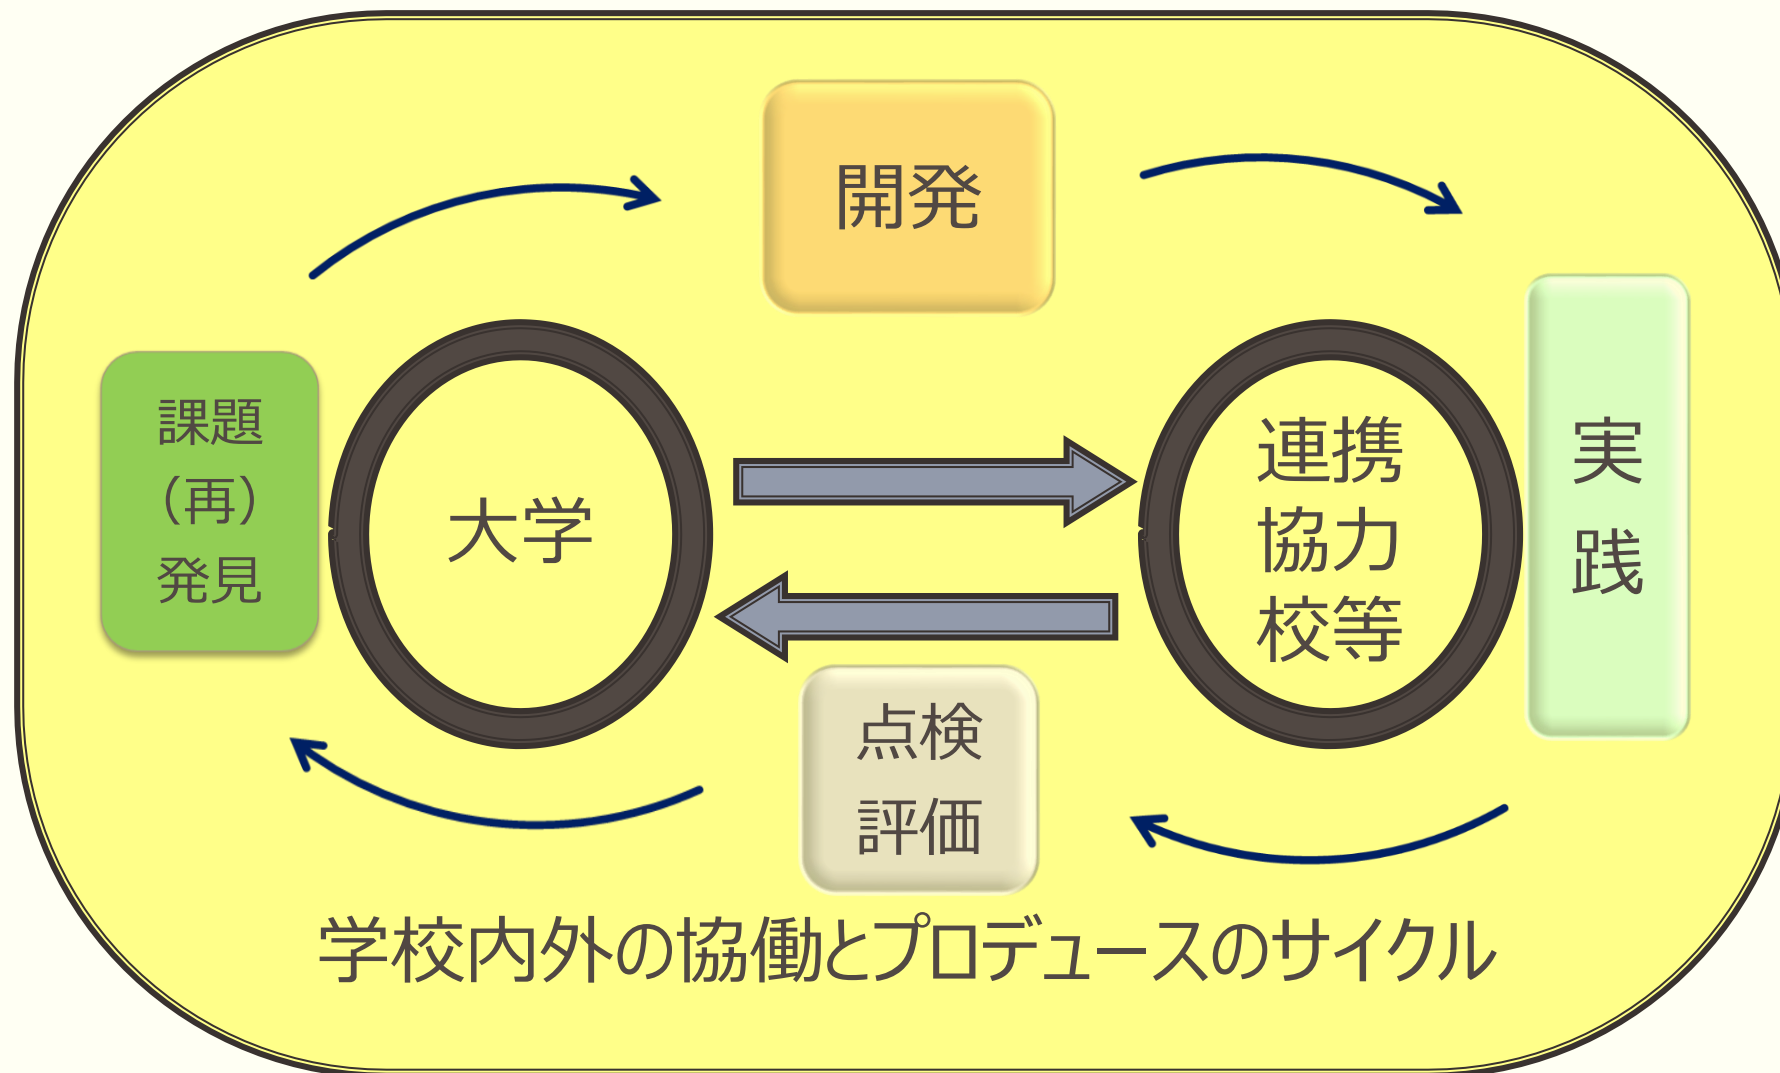 開発
課題
（再）
発見
大学
連携
協力
校等
実
践
点検
評価
学校内外の協働とプロデュースのサイクル